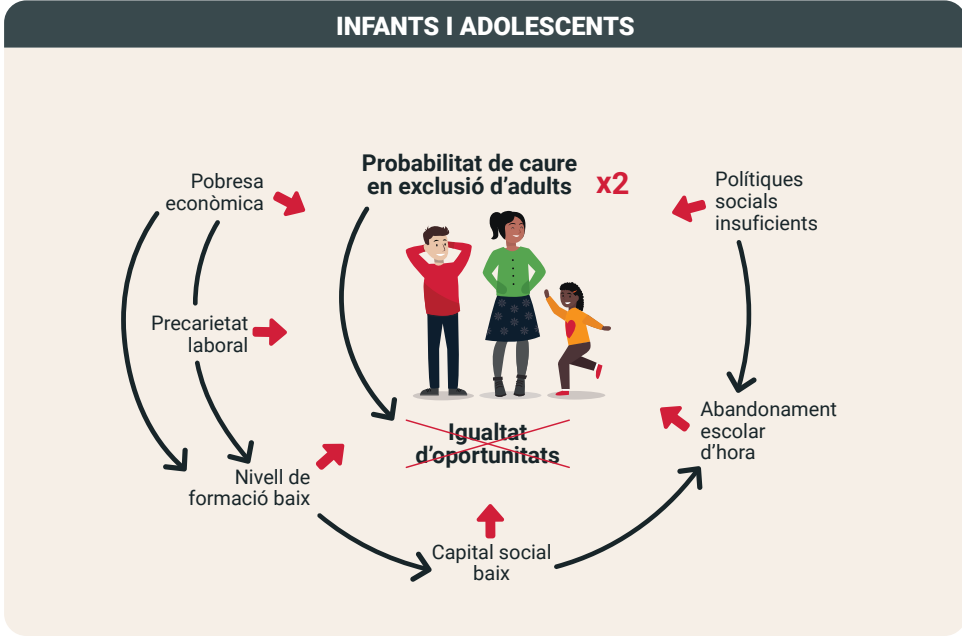 INFANTS I ADOLESCENTS
Probabilitat de caure
en exclusió d'adults
x2
Pobresa
econòmica
Polítiques
socials
insuficients
Precarietat
laboral
Abandonament
escolar
d'hora
Igualtat
d'oportunitats
Nivell de
formació baix
Capital social
baix